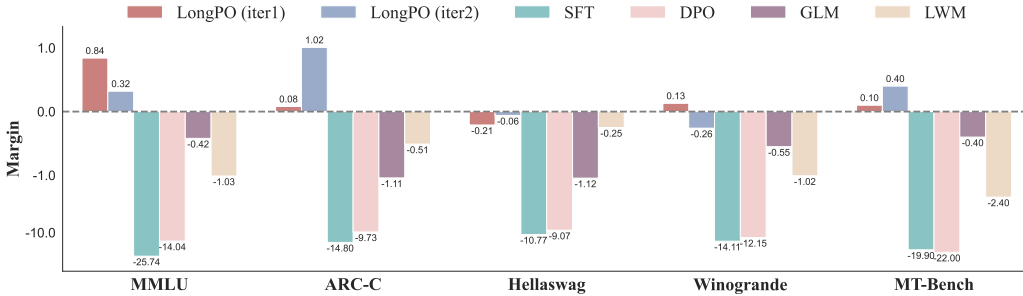 LongPO (iter1) LongPO (iter2) SFT DPO GLM LWM
Margin
1.0
0.0
-1.0
-10.0
0.84 0.32 -25.74 -14.04 -0.42 -1.03
0.08 1.02 -14.80 -9.73 -1.11 -0.51
-0.21 -0.06 -10.77 -9.07 -1.12 -0.25
0.13 -0.26 -14.11 -12.15 -0.55 -1.02
0.10 0.40 -19.90 -22.00 -0.40 -2.40
MMLU ARC-C Hellaswag Winogrande MT-Bench